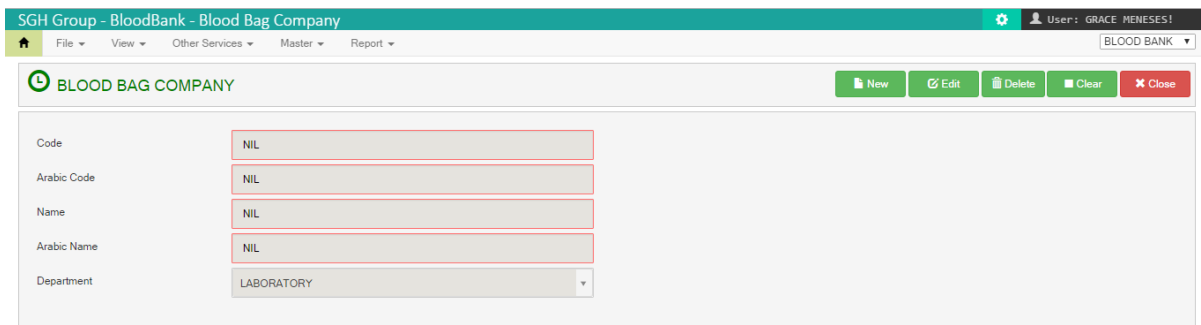 SGH Group - BloodBank - Blood Bag Company User: GRACE MENESES!
File View Other Services Master Report BLOOD BANK
BLOOD BAG COMPANY New Edit Delete Clear Close
Code NIL
Arabic Code NIL
Name NIL
Arabic Name NIL
Department LABORATORY